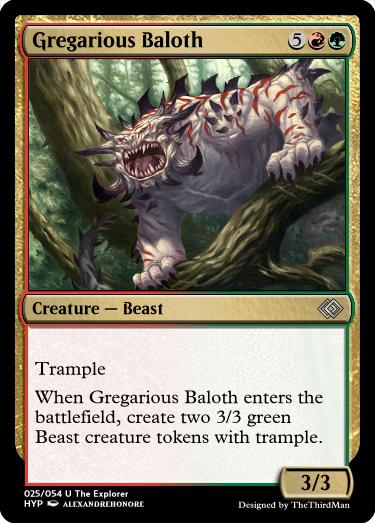 Gregarious Baloth 5
Creature — Beast
Trample
When Gregarious Baloth enters the
battlefield, create two 3/3 green
Beast creature tokens with trample.
3/3
025/054 U The Explorer
HYP ALEXANDREHONORE
Designed by TheThirdMan